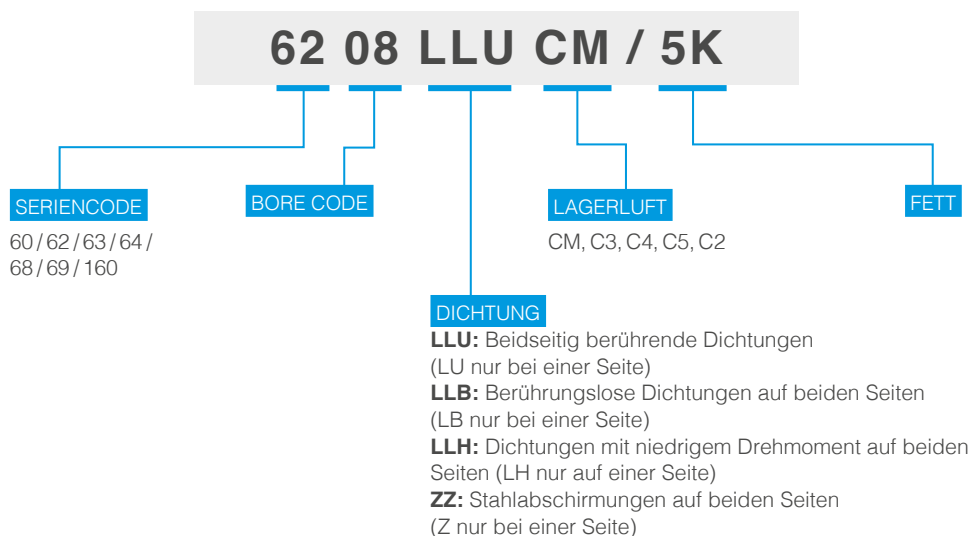 62 08 LLU CM / 5K
SERIENCODE
60 / 62 / 63 / 64 /
68 / 69 / 160
BORE CODE
LAGERLUFT
CM, C3, C4, C5, C2
FETT
DICHTUNG
LLU: Beidseitig berührende Dichtungen
(LU nur bei einer Seite)
LLB: Berührungslose Dichtungen auf beiden Seiten
(LB nur bei einer Seite)
LLH: Dichtungen mit niedrigem Drehmoment auf beiden
Seiten (LH nur auf einer Seite)
ZZ: Stahlabschirmungen auf beiden Seiten
(Z nur bei einer Seite)